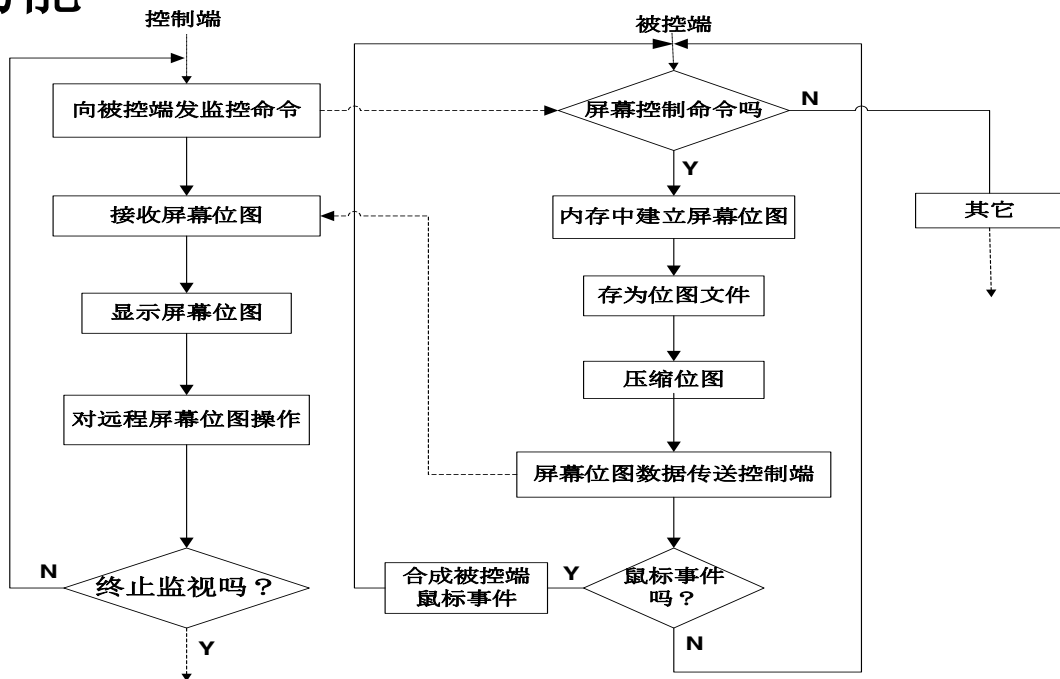 功能
控制端
向被控端发监控命令
接收屏幕位图
显示屏幕位图
对远程屏幕位图操作
终止监视吗？
N
Y
被控端
屏幕控制命令吗
N
Y
其它
内存中建立屏幕位图
存为位图文件
压缩位图
屏幕位图数据传送控制端
鼠标事件
吗？
Y
N
合成被控端
鼠标事件